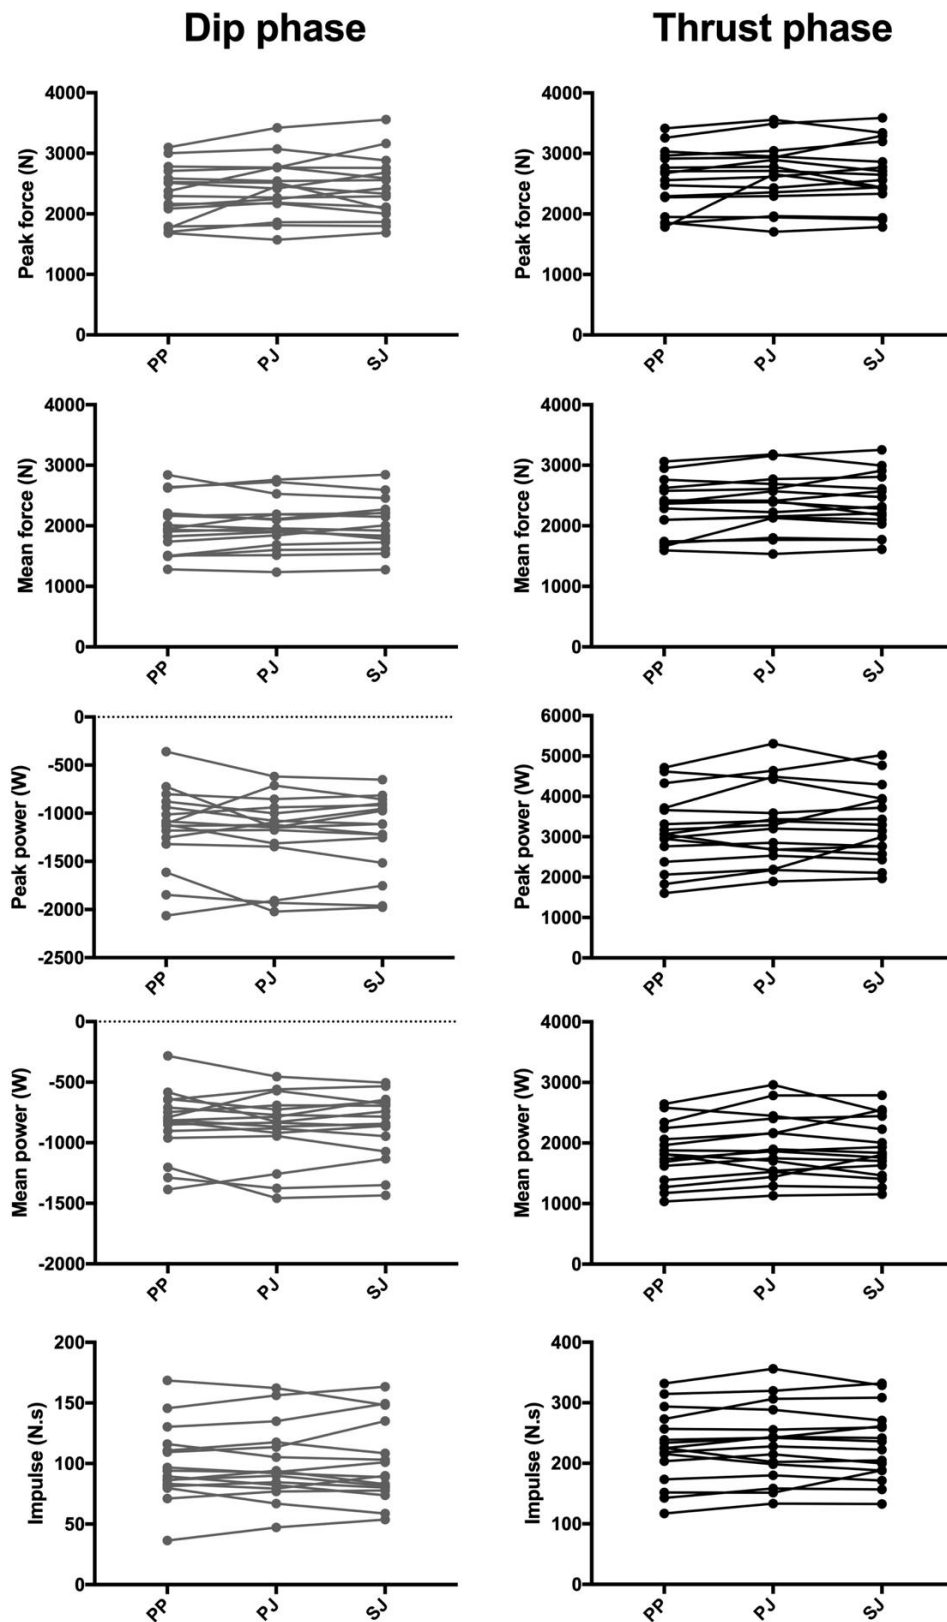 Dip phase
Thrust phase
Peak force (N)
4000
3000
2000
1000
0
PP
PJ
SJ
Peak force (N)
4000
3000
2000
1000
0
PP
PJ
SJ
Mean force (N)
4000
3000
2000
1000
0
PP
PJ
SJ
Mean force (N)
4000
3000
2000
1000
0
PP
PJ
SJ
Peak power (W)
0
-500
-1000
-1500
-2000
-2500
PP
PJ
SJ
Peak power (W)
6000
5000
4000
3000
2000
1000
0
PP
PJ
SJ
Mean power (W)
0
-500
-1000
-1500
-2000
PP
PJ
SJ
Mean power (W)
4000
3000
2000
1000
0
PP
PJ
SJ
Impulse (N.s)
200
150
100
50
0
PP
PJ
SJ
Impulse (N.s)
400
300
200
100
0
PP
PJ
SJ